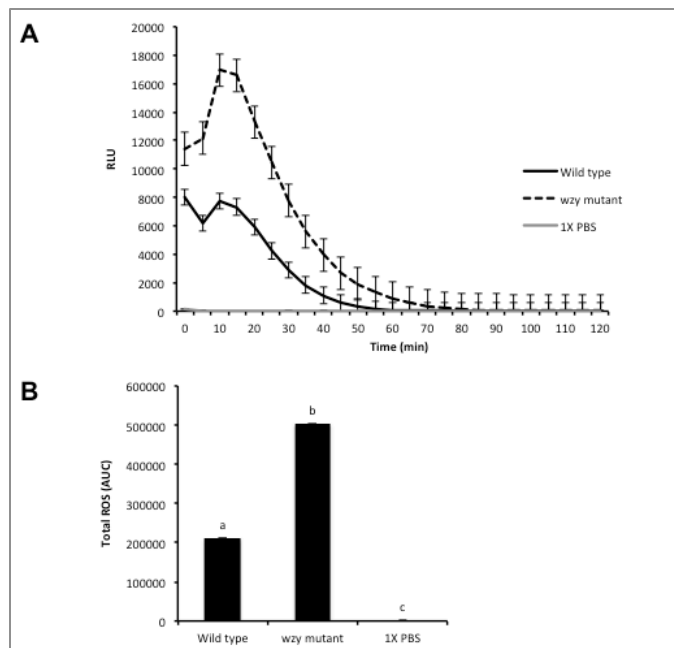 A
20000
18000
16000
14000
12000
10000
8000
6000
4000
2000
0
RLU
0 10 20 30 40 50 60 70 80 90 100 110 120
Time (min)
Wild type
wzy mutant
1X PBS
B
600000
500000
400000
300000
200000
100000
0
Total ROS (AUC)
a
b
c
Wild type wzy mutant 1X PBS